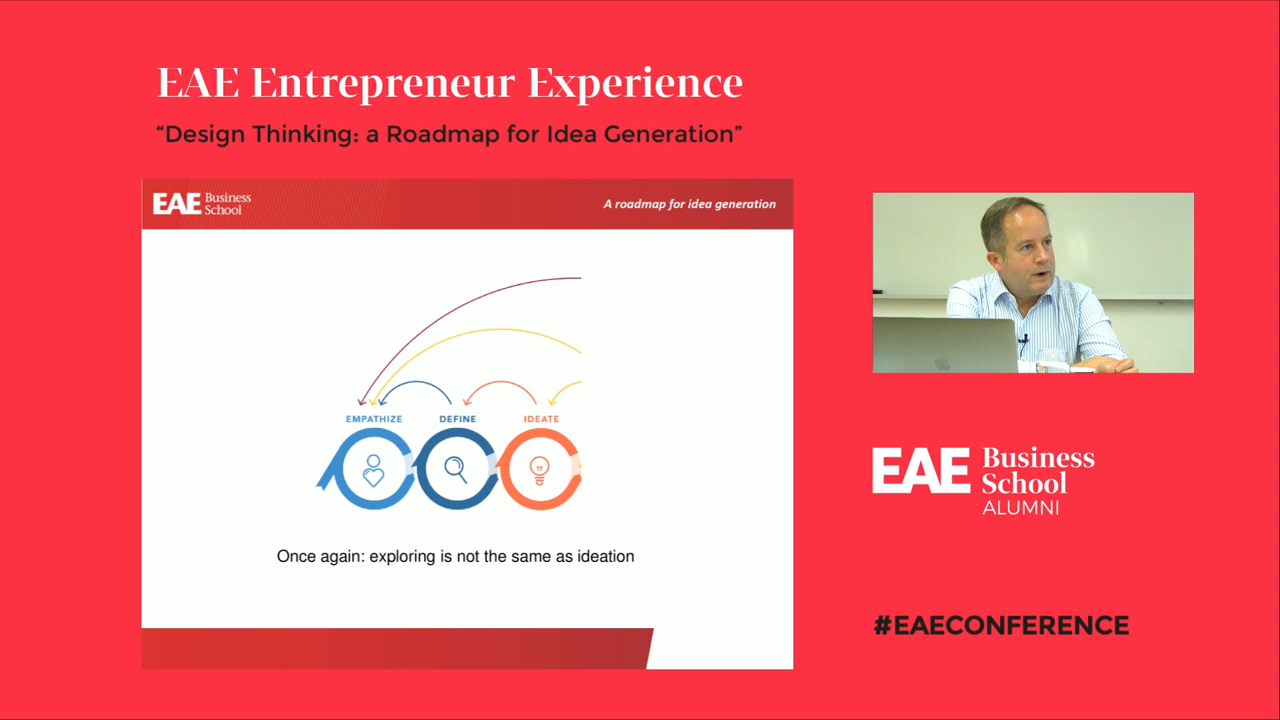 EAE Entrepreneur Experience
“Design Thinking: a Roadmap for Idea Generation”
EAE Business
School
A roadmap for idea generation
EMPATHIZE DEFINE IDEATE
Once again: exploring is not the same as ideation
EAE Business
School
ALUMNI
#EAECONFERENCE